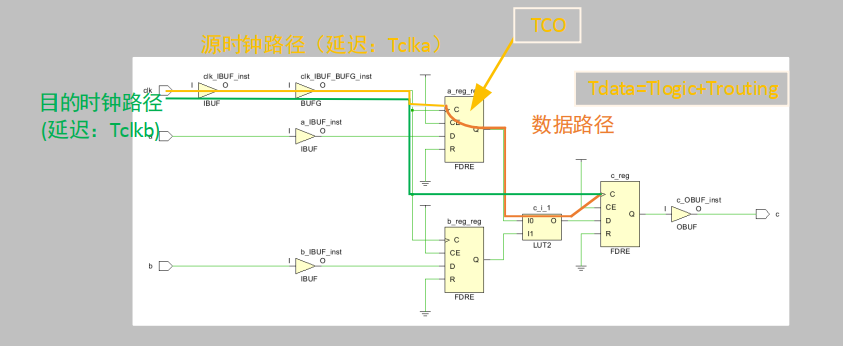 TCO
源时钟路径（延迟：Tclka）
clk_IBUF_inst
clk_IBUF_BUFG_inst
clk
I
O
IBUF
I
O
BUFG
a_reg_r
C
CE
D
R
Q
FDRE
Tdata=Tlogic+Trouting
目的时钟路径
(延迟：Tclkb)
a
a_IBUF_inst
I
O
IBUF
数据路径
c_reg
C
CE
D
R
Q
FDRE
c_OBUF_inst
I
O
OBUF
c
c_i_1
I0
I1
O
LUT2
b_reg_reg
C
CE
D
R
Q
FDRE
b
b_IBUF_inst
I
O
IBUF